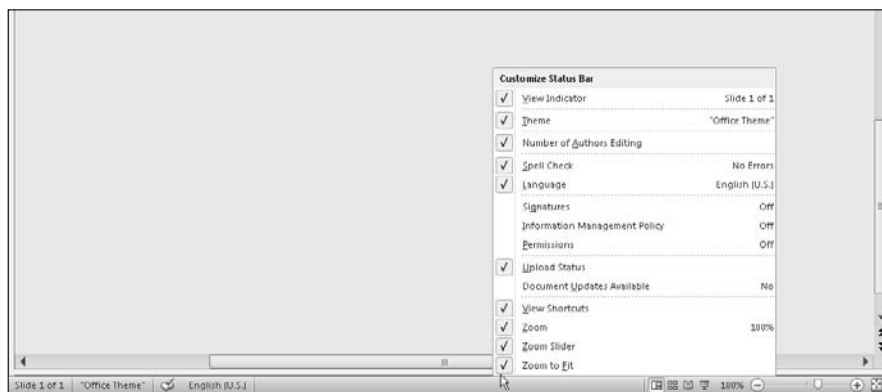 Customize Status Bar
View Indicator Slide 1 of 1
Theme "Office Theme"
Number of Authors Editing
Spell Check No Errors
Language English (U.S.)
Signatures Off
Information Management Policy Off
Permissions Off
Upload Status
Document Updates Available No
View Shortcuts
Zoom 100%
Zoom Slider
Zoom to Fit
Slide 1 of 1 "Office Theme" English (U.S.) 100%